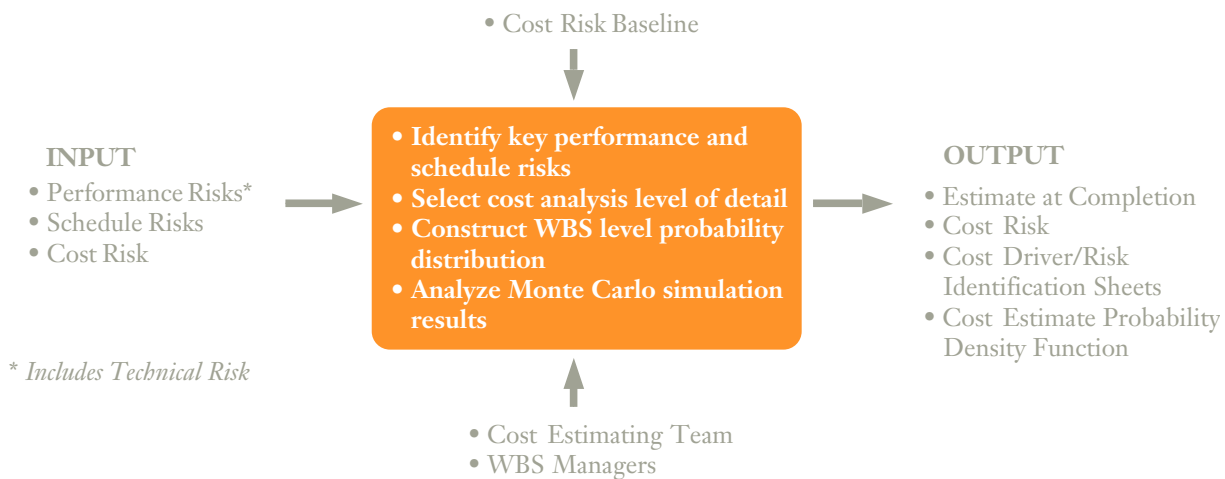 • Cost Risk Baseline
INPUT
• Performance Risks*
• Schedule Risks
• Cost Risk
* Includes Technical Risk
• Identify key performance and
schedule risks
• Select cost analysis level of detail
• Construct WBS level probability
distribution
• Analyze Monte Carlo simulation
results
OUTPUT
• Estimate at Completion
• Cost Risk
• Cost Driver/Risk
Identification Sheets
• Cost Estimate Probability
Density Function
• Cost Estimating Team
• WBS Managers